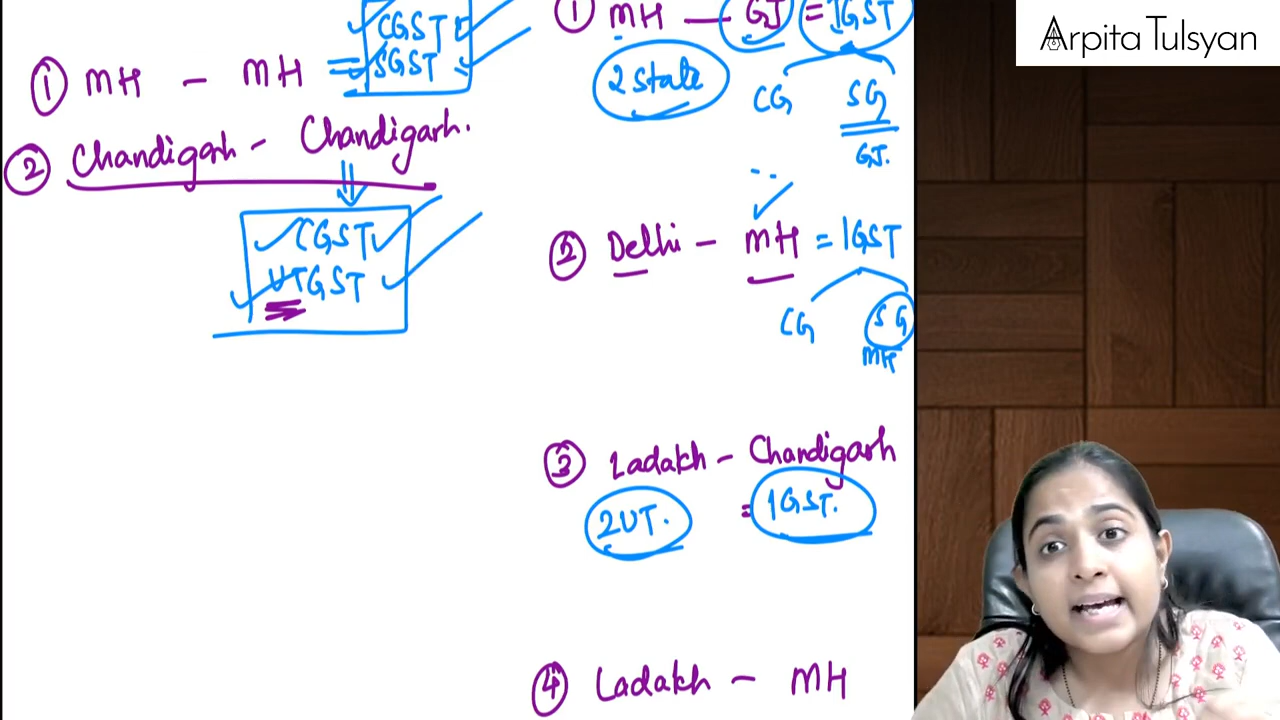 CGST
SGST
① MH - MH =
② Chandigarh - Chandigarh.
CGST
UTGST
① MH - GJ = IGST
2 State
CG SG
GJ.
② Delhi - MH = IGST
CG SG
MH
③ Ladakh - Chandigarh
2UT. = IGST.
④ Ladakh - MH
Arpita Tulsyan